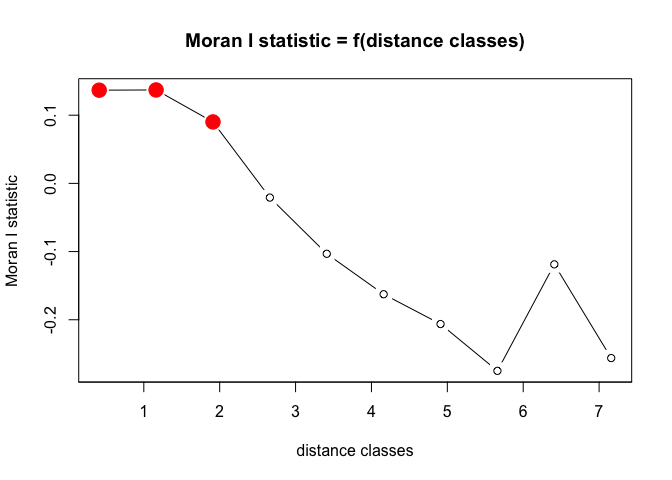 Moran I statistic = f(distance classes)
Moran I statistic
0.1
0.0
-0.1
-0.2
1 2 3 4 5 6 7
distance classes